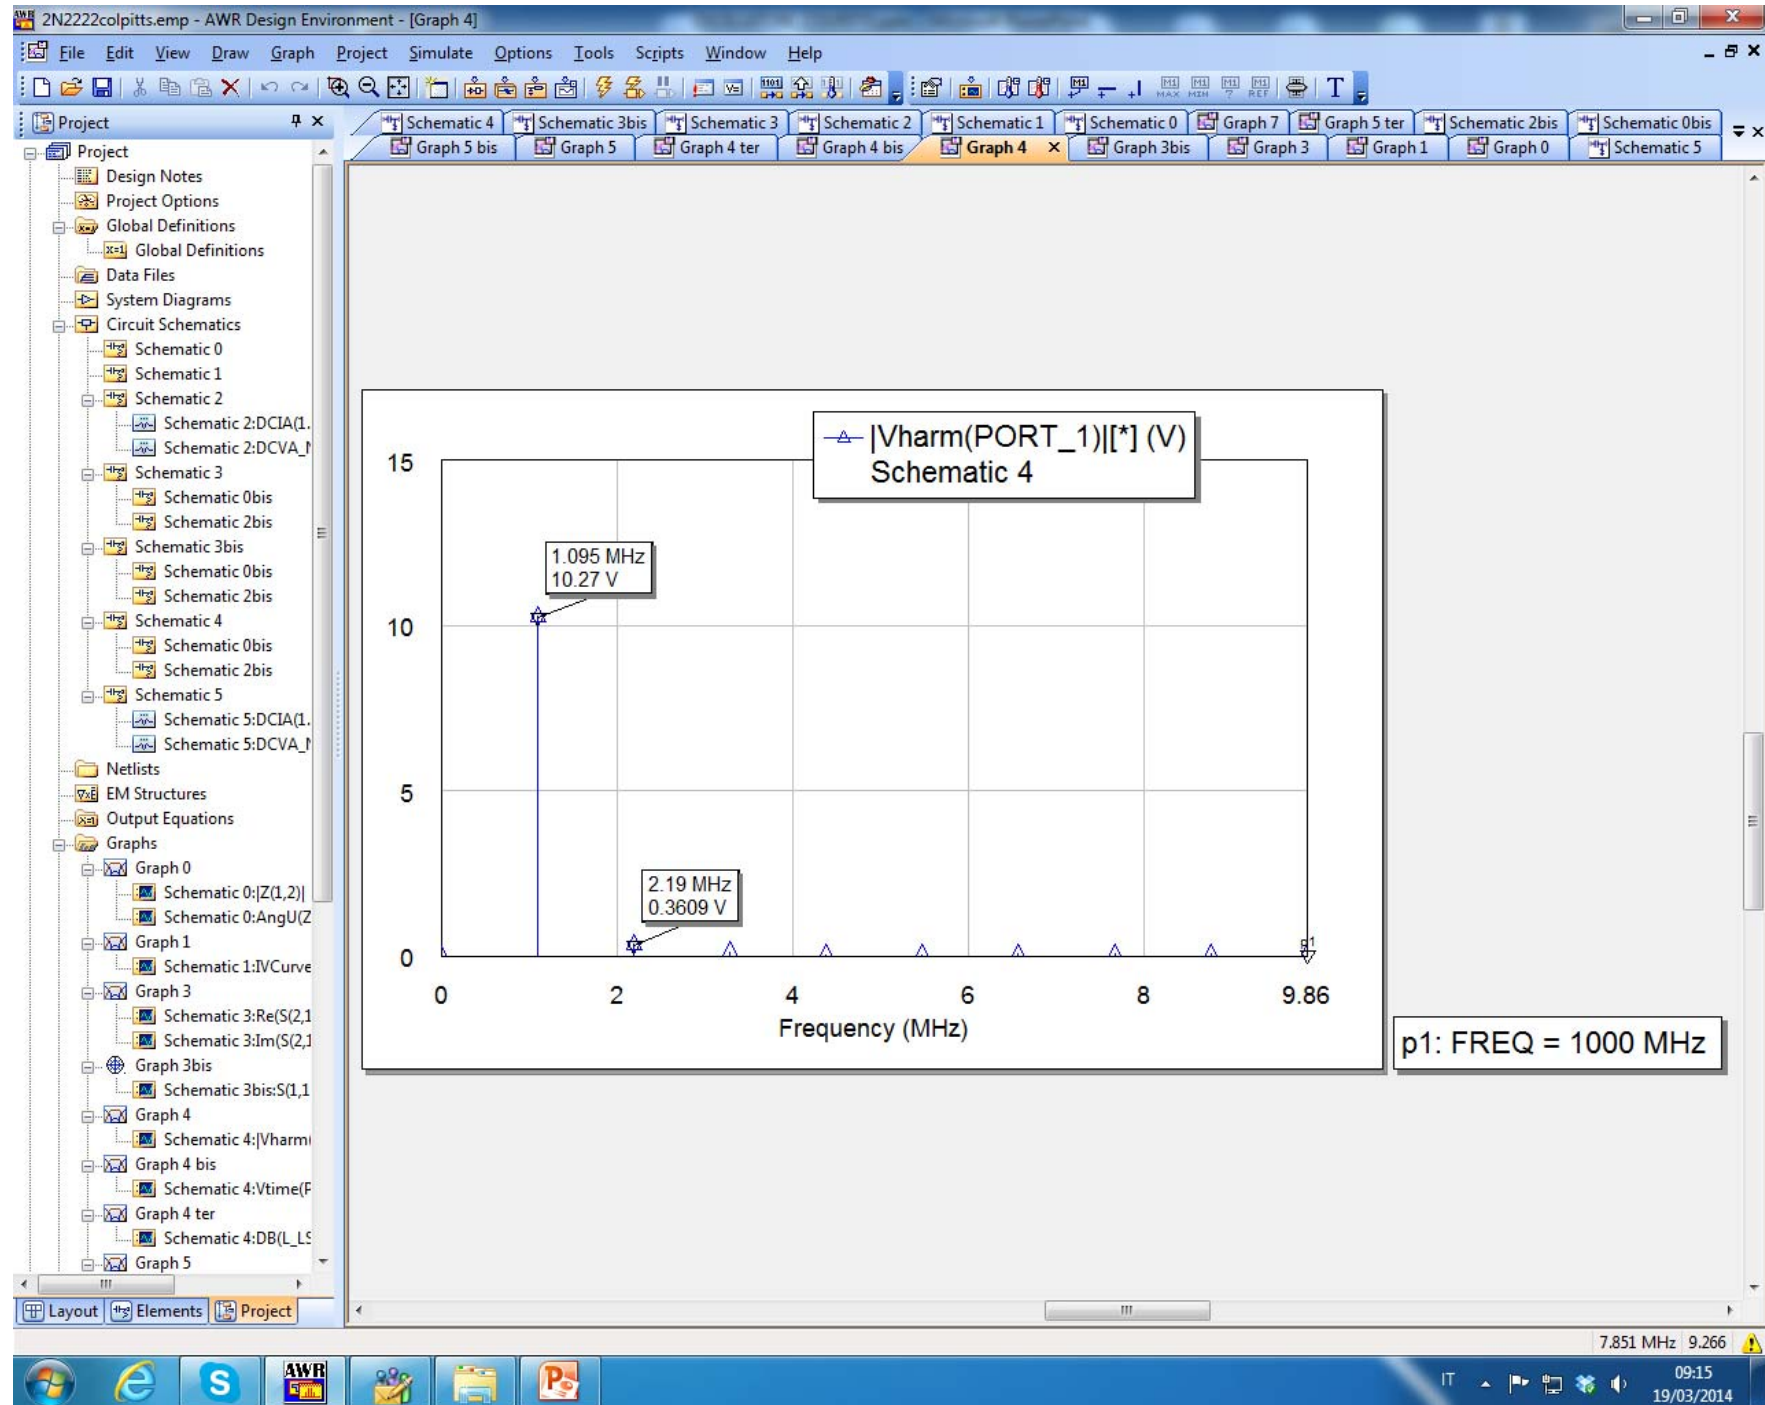 2N2222colpitts.emp - AWR Design Environment - [Graph 4]
File Edit View Draw Graph Project Simulate Options Tools Scripts Window Help
Project
Schematic 4 Schematic 3bis Schematic 3 Schematic 2 Schematic 1 Schematic 0 Graph 7 Graph 5 ter Schematic 2bis Schematic 0bis
Graph 5 bis Graph 5 Graph 4 ter Graph 4 bis Graph 4 Graph 3bis Graph 3 Graph 1 Graph 0 Schematic 5
Project
Design Notes
Project Options
Global Definitions
Global Definitions
Data Files
System Diagrams
Circuit Schematics
Schematic 0
Schematic 1
Schematic 2
Schematic 2:DCIA(1.
Schematic 2:DCVA_
Schematic 3
Schematic 0bis
Schematic 2bis
Schematic 3bis
Schematic 0bis
Schematic 2bis
Schematic 4
Schematic 0bis
Schematic 2bis
Schematic 5
Schematic 5:DCIA(1.
Schematic 5:DCVA_
Netlists
EM Structures
Output Equations
Graphs
Graph 0
Schematic 0:|Z(1,2)|
Schematic 0:AngU(Z
Graph 1
Schematic 1:IVCurve
Graph 3
Schematic 3:Re(S(2,1
Schematic 3:Im(S(2,1
Graph 3bis
Schematic 3bis:S(1,1
Graph 4
Schematic 4:|Vharm(
Graph 4 bis
Schematic 4:Vtime(P
Graph 4 ter
Schematic 4:DB(L_LS
Graph 5
Layout Elements Project
|Vharm(PORT_1)|[*] (V)
Schematic 4
15
10
5
0
1.095 MHz
10.27 V
2.19 MHz
0.3609 V
p1
0 2 4 6 8 9.86
Frequency (MHz)
p1: FREQ = 1000 MHz
7.851 MHz 9.266
AWR
IT
09:15
19/03/2014